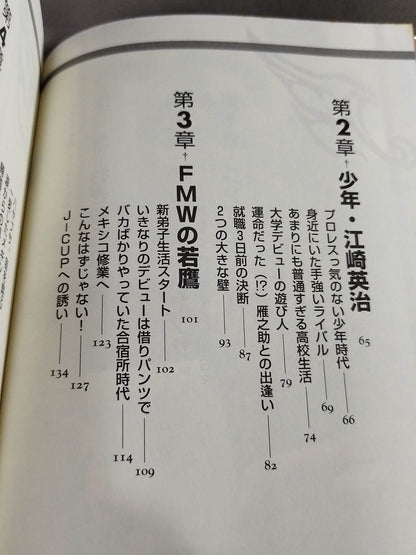 第2章†少年・江崎英治 65
プロレスっ気のない少年時代——66
身近にいた手強いライバル——69
あまりにも普通すぎる高校生活——74
大学デビューの遊び人——79
運命だった(!?)雁之助との出逢い——82
就職3日前の決断——87
2つの大きな壁——93
第3章†FMWの若鷹 101
新弟子生活スタート——102
いきなりのデビューは借りパンツで——109
バカばかりやっていた合宿所時代——114
メキシコ修業へ——123
こんなはずじゃない!——127
J-CUPへの誘い——134